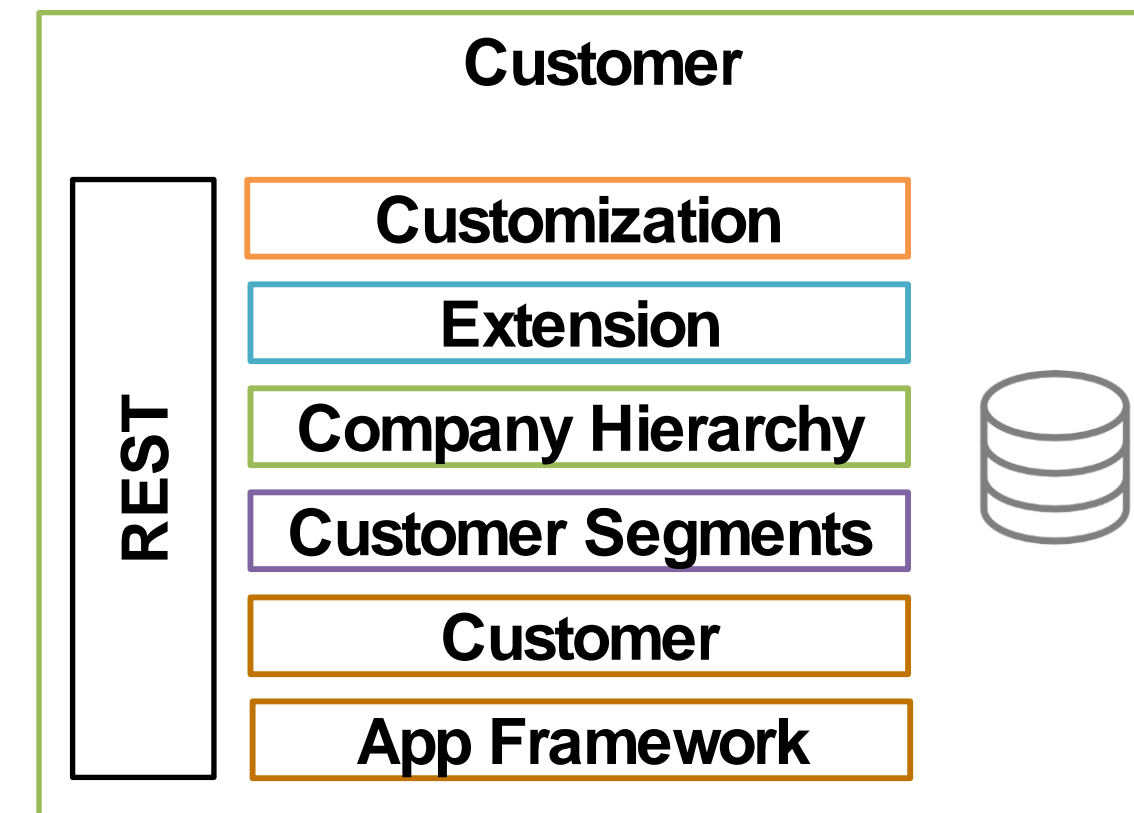 Customer
REST
Customization
Extension
Company Hierarchy
Customer Segments
Customer
App Framework